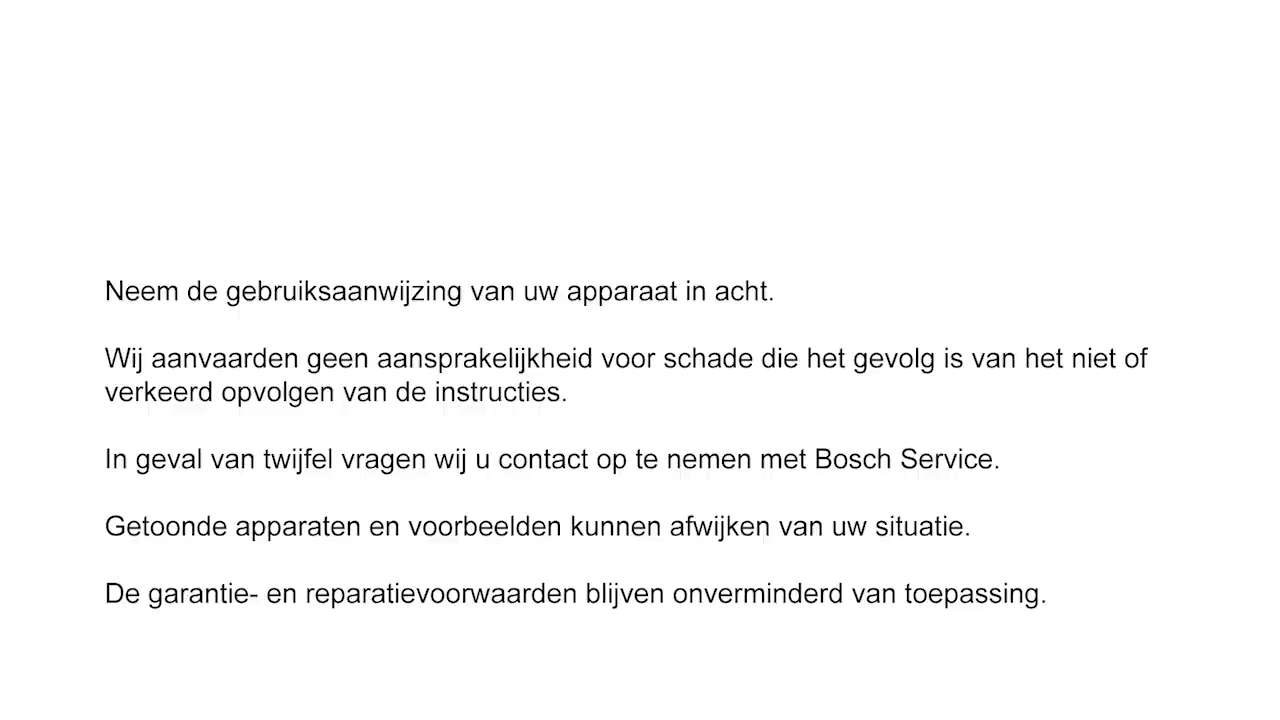 Neem de gebruiksaanwijzing van uw apparaat in acht.
Wij aanvaarden geen aansprakelijkheid voor schade die het gevolg is van het niet of
verkeerd opvolgen van de instructies.
In geval van twijfel vragen wij u contact op te nemen met Bosch Service.
Getoonde apparaten en voorbeelden kunnen afwijken van uw situatie.
De garantie- en reparatievoorwaarden blijven onverminderd van toepassing.